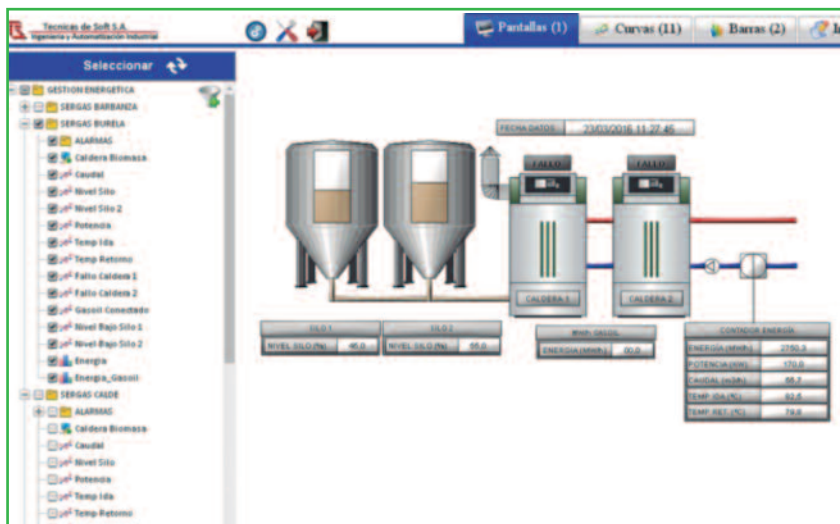 Tecnicas de Soft S.A.
Ingeniería y Automatización Industrial
Pantallas (1)
Curvas (11)
Barras (2)
Seleccionar
GESTION ENERGETICA
SERGAS BARBANZA
SERGAS BURELA
ALARMAS
Caldera Biomasa
Caudal
Nivel Silo
Nivel Silo 2
Potencia
Temp Ida
Temp Retorno
Fallo Caldera 1
Fallo Caldera 2
Gasoil Conectado
Nivel Bajo Silo 1
Nivel Bajo Silo 2
Energia
Energia_Gasoil
SERGAS CALDE
ALARMAS
Caldera Biomasa
Caudal
Nivel Silo
Potencia
Temp Ida
Temp Retorno
FECHA DATOS 23/03/2016 11:27:46
FALLO FALLO
CALDERA 1 CALDERA 2
SILO 1
NIVEL SILO (%) 45,0
SILO 2
NIVEL SILO (%)
MWh GASOIL
ENERGÍA (MWh)
CONTADOR ENERGÍA
ENERGÍA (MWh)
POTENCIA (kW) 170,0
CAUDAL (m3/h)
TEMP. IDA (ºC)
TEMP. RET. (ºC)